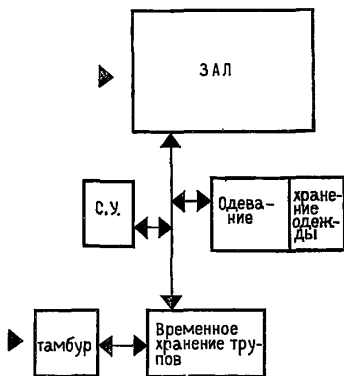 ЗАЛ
С.У.
Одева-
ние
хране-
ние
одеж-
ды
тамбур
Временное
хранение тру-
пов